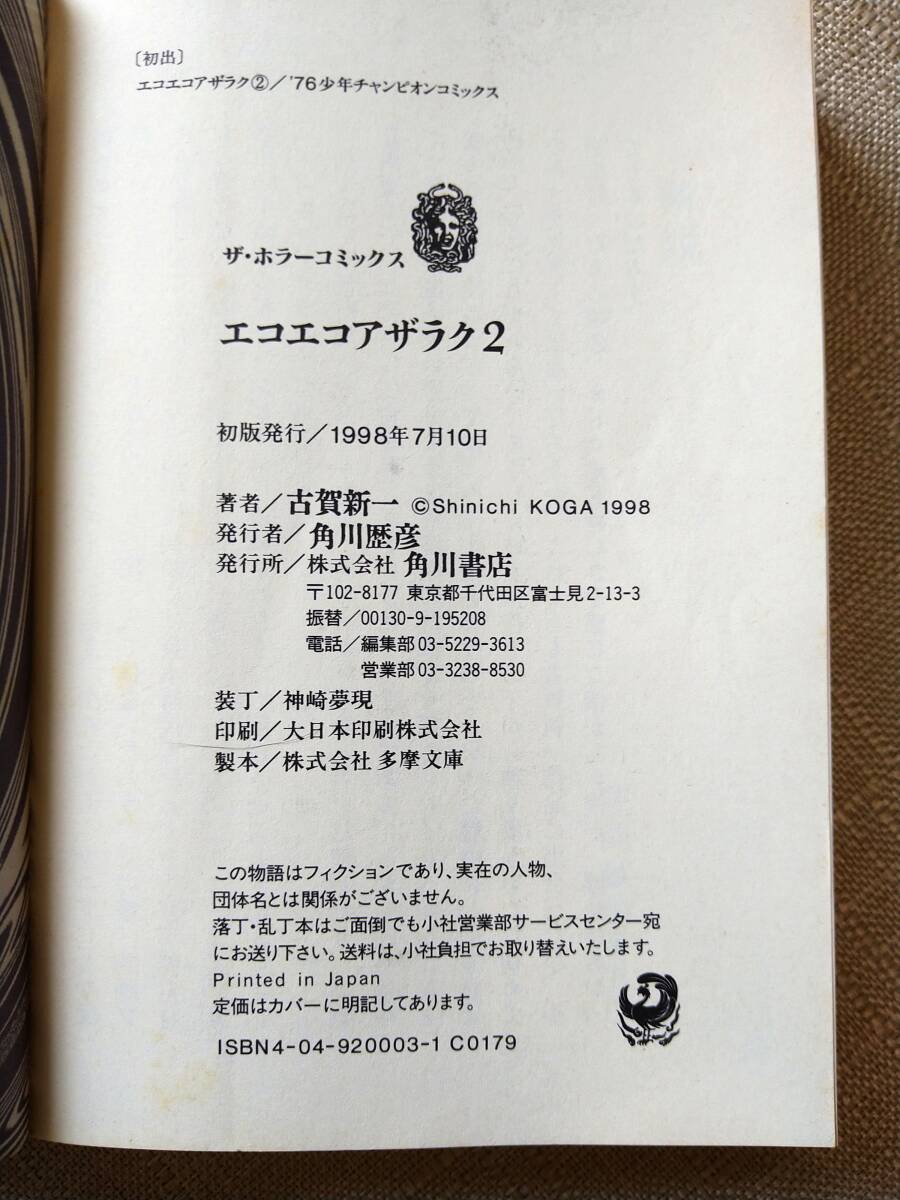 〔初出〕
エコエコアザラク②／'76少年チャンピオンコミックス
ザ・ホラーコミックス
エコエコアザラク2
初版発行／1998年7月10日
著者／古賀新一 ©Shinichi KOGA 1998
発行者／角川歴彦
発行所／株式会社 角川書店
〒102-8177 東京都千代田区富士見2-13-3
振替／00130-9-195208
電話／編集部03-5229-3613
営業部03-3238-8530
装丁／神崎夢現
印刷／大日本印刷株式会社
製本／株式会社 多摩文庫
この物語はフィクションであり、実在の人物、
団体名とは関係がございません。
落丁・乱丁本はご面倒でも小社営業部サービスセンター宛
にお送り下さい。送料は、小社負担でお取り替えいたします。
Printed in Japan
定価はカバーに明記してあります。
ISBN4-04-920003-1 C0179